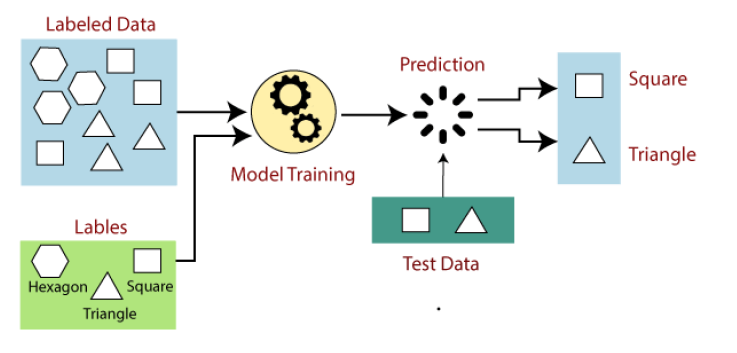 Labeled Data
Prediction
Square
Model Training
Triangle
Lables
Hexagon
Square
Triangle
Test Data
.